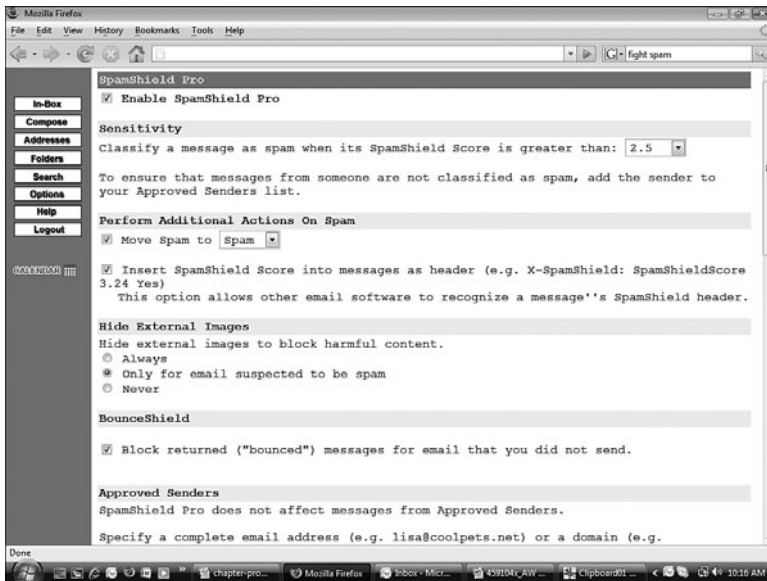 Mozilla Firefox
File Edit View History Bookmarks Tools Help
fight spam
In-Box
Compose
Addresses
Folders
Search
Options
Help
Logout
CALENDAR
SpamShield Pro
Enable SpamShield Pro
Sensitivity
Classify a message as spam when its SpamShield Score is greater than: 2.5
To ensure that messages from someone are not classified as spam, add the sender to
your Approved Senders list.
Perform Additional Actions On Spam
Move Spam to Spam
Insert SpamShield Score into messages as header (e.g. X-SpamShield: SpamShieldScore
3.24 Yes)
This option allows other email software to recognize a message''s SpamShield header.
Hide External Images
Hide external images to block harmful content.
Always
Only for email suspected to be spam
Never
BounceShield
Block returned ("bounced") messages for email that you did not send.
Approved Senders
SpamShield Pro does not affect messages from Approved Senders.
Specify a complete email address (e.g. lisa@coolpets.net) or a domain (e.g.
Done
chapter-pro... Mozilla Firefox Inbox - Micr... 459104x_AW ... Clipboard01 ... 10:16 AM